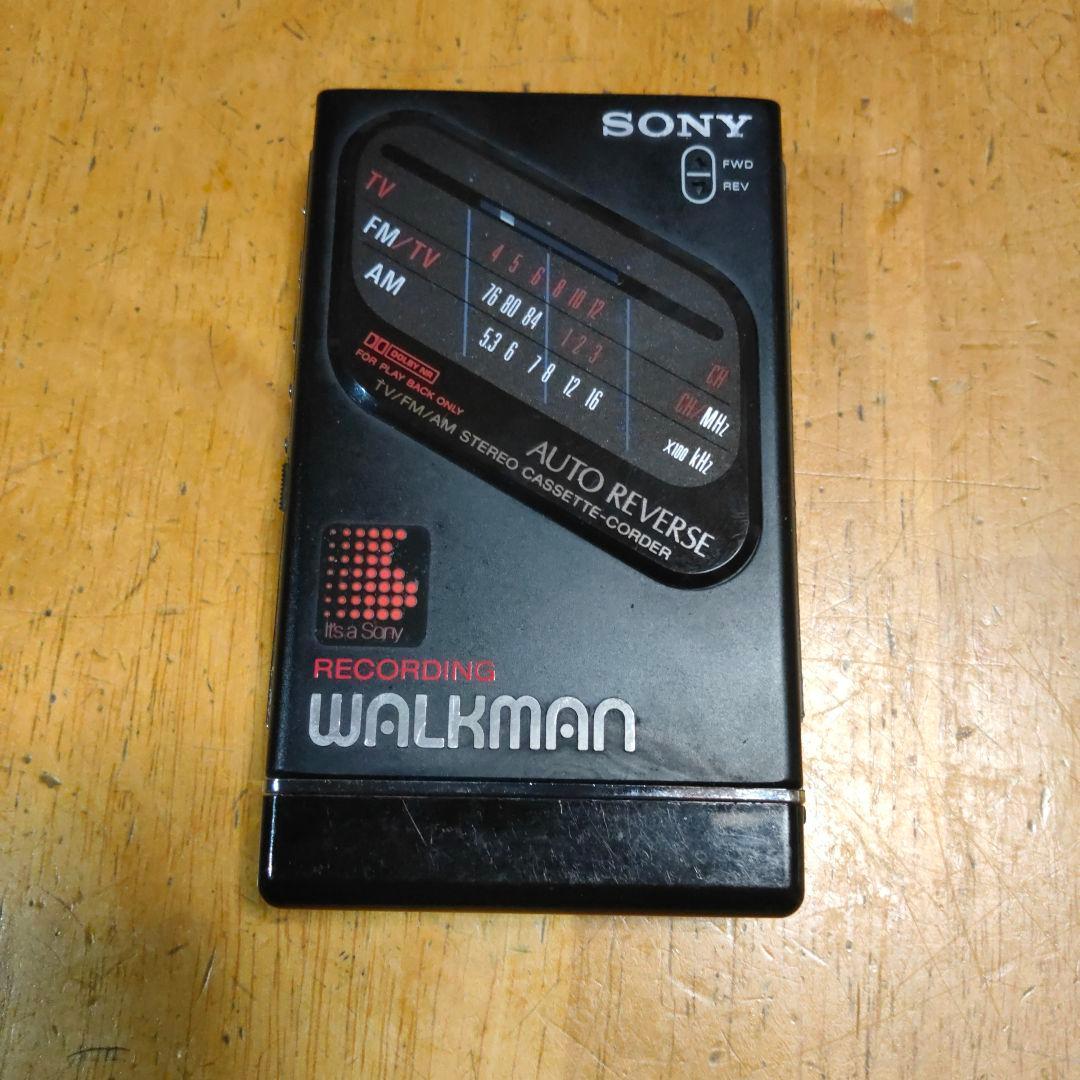 SONY
FWD
REV
TV 4 5 6 8 10 12 CH
FM/TV 76 80 84 1 2 3 CH/MHz
AM 5.3 6 7 8 12 16 X100 kHz
DOLBY NR
FOR PLAY BACK ONLY
TV/FM/AM STEREO CASSETTE-CORDER
AUTO REVERSE
It's a Sony
RECORDING
WALKMAN